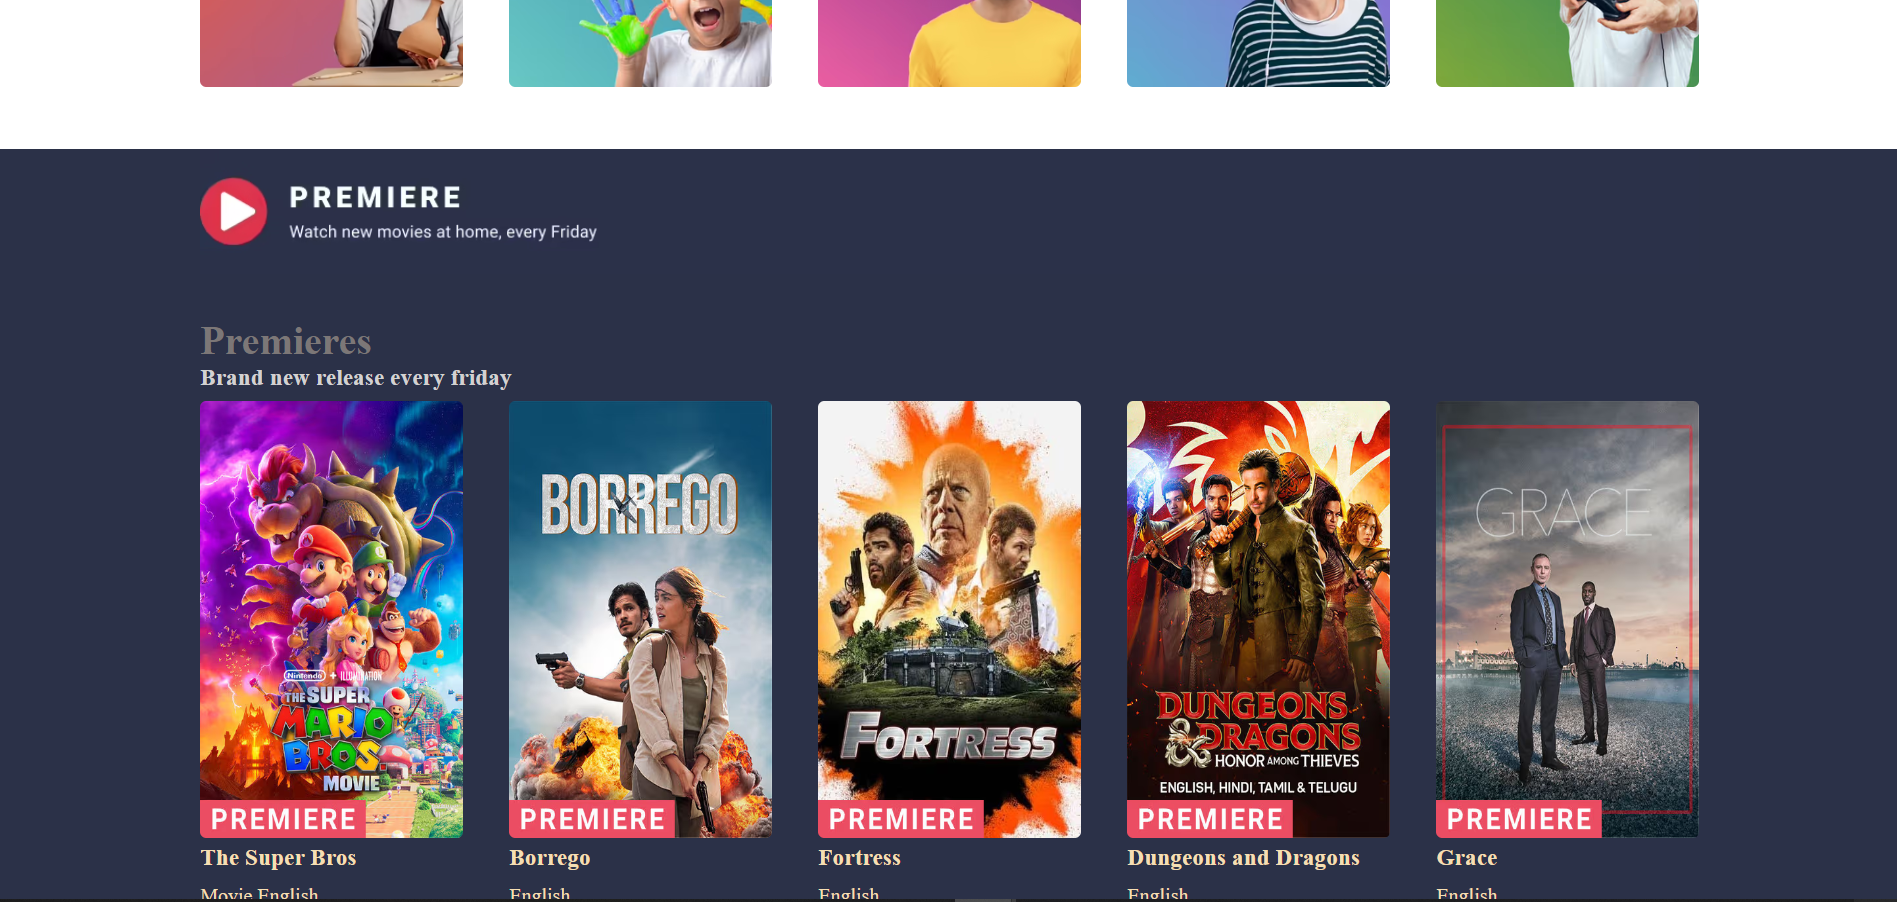 PREMIERE
Watch new movies at home, every Friday
Premieres
Brand new release every friday
Nintendo + ILLUMINATION
THE SUPER
MARIO
BROS.
MOVIE
PREMIERE
BORREGO
PREMIERE
FORTRESS
PREMIERE
DUNGEONS
& DRAGONS
HONOR AMONG THIEVES
ENGLISH, HINDI, TAMIL & TELUGU
PREMIERE
GRACE
PREMIERE
The Super Bros
Borrego
Fortress
Dungeons and Dragons
Grace
Movie English
English
English
English
English